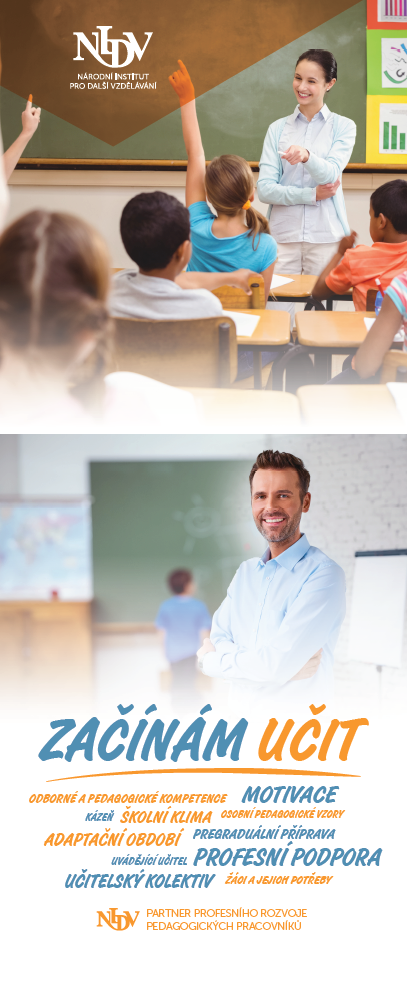 NIDV
NÁRODNÍ INSTITUT
PRO DALŠÍ VZDĚLÁVÁNÍ
ZAČÍNÁM UČIT
ODBORNÉ A PEDAGOGICKÉ KOMPETENCE MOTIVACE
KÁZEŇ ŠKOLNÍ KLIMA OSOBNÍ PEDAGOGICKÉ VZORY
ADAPTAČNÍ OBDOBÍ PREGRADUÁLNÍ PŘÍPRAVA
UVÁDĚJÍCÍ UČITEL PROFESNÍ PODPORA
UČITELSKÝ KOLEKTIV ŽÁCI A JEJICH POTŘEBY
NIDV PARTNER PROFESNÍHO ROZVOJE
PEDAGOGICKÝCH PRACOVNÍKŮ